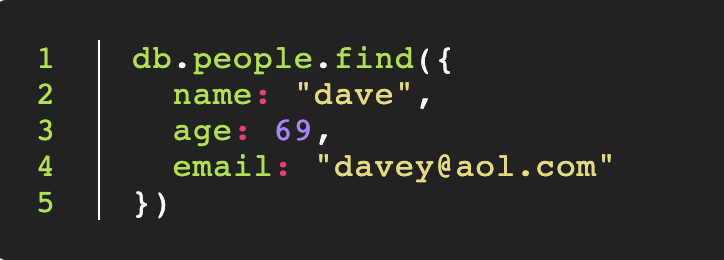 1 db.people.find({
2 name: "dave",
3 age: 69,
4 email: "davey@aol.com"
5 })